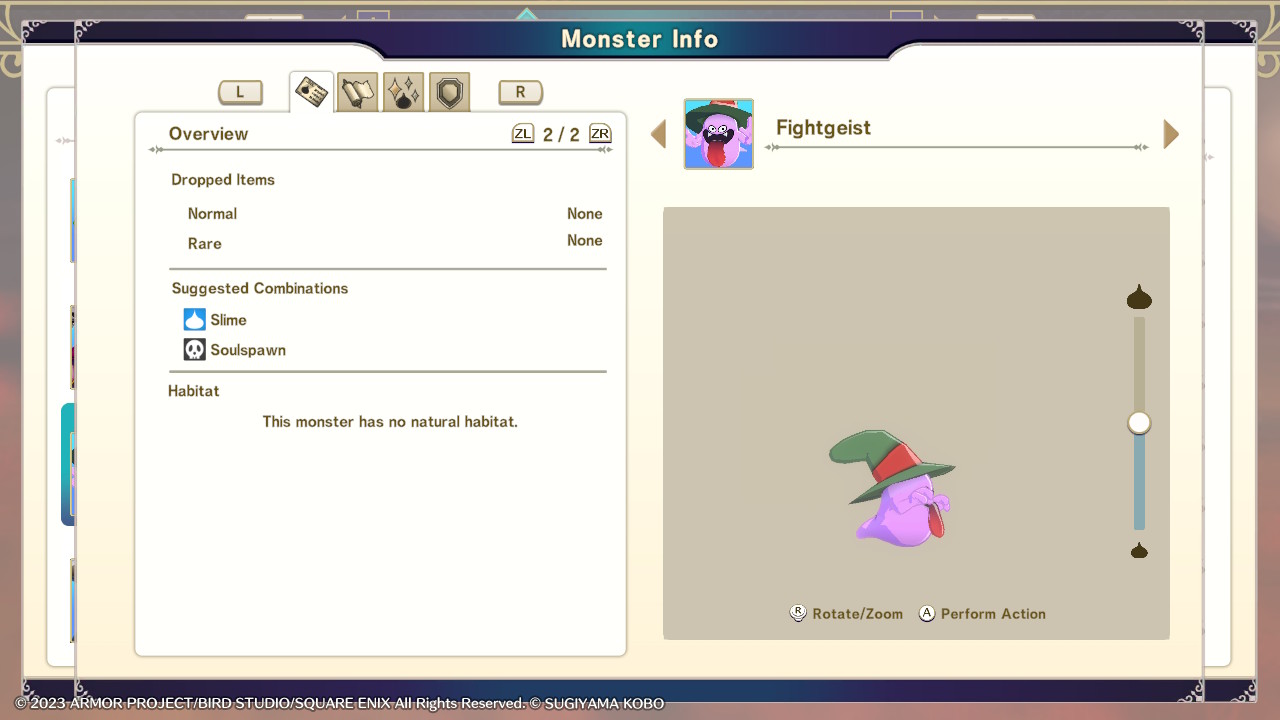 Monster Info
L
R
Overview
ZL 2 / 2 ZR
Dropped Items
Normal None
Rare None
Suggested Combinations
Slime
Soulspawn
Habitat
This monster has no natural habitat.
Fightgeist
R Rotate/Zoom A Perform Action
© 2023 ARMOR PROJECT/BIRD STUDIO/SQUARE ENIX All Rights Reserved. © SUGIYAMA KOBO